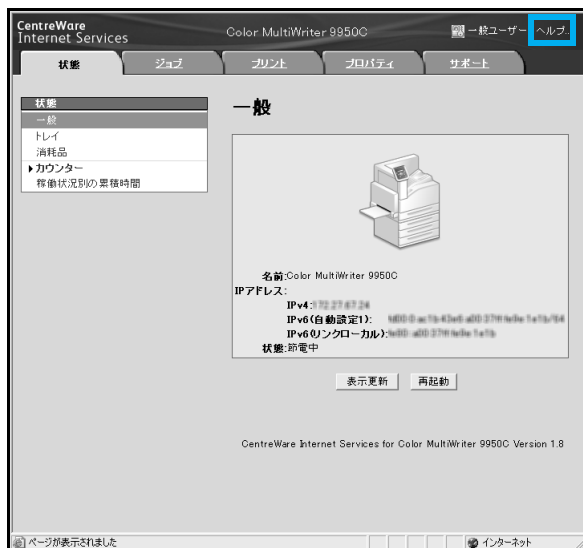 CentreWare
Internet Services
Color MultiWriter 9950C
一般ユーザー
ヘルプ
状態
ジョブ
プリント
プロパティ
サポート
状態
一般
トレイ
消耗品
カウンター
稼働状況別の累積時間
一般
名前:Color MultiWriter 9950C
IPアドレス:
IPv4:
IPv6(自動設定1):
IPv6(リンクローカル):
状態:節電中
表示更新 再起動
CentreWare Internet Services for Color MultiWriter 9950C Version 1.8
ページが表示されました
インターネット